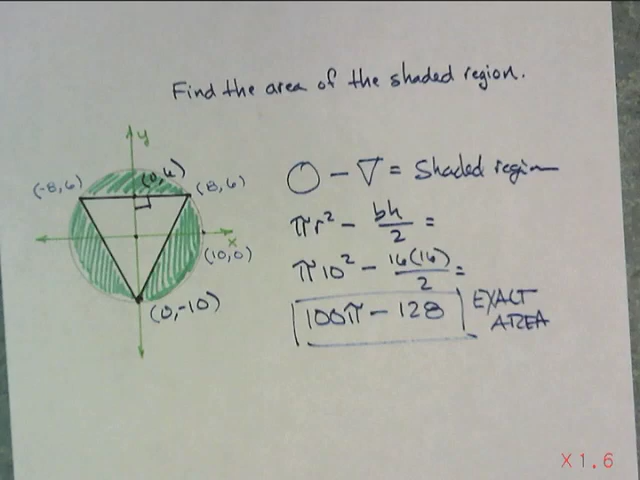 Find the area of the shaded region.
y
(-8,6)
(0,6)
(8,6)
x
(10,0)
(0,-10)
○ - ▽ = Shaded region
πr² - bh/2 =
π10² - 16(16)/2 =
100π - 128
EXACT
AREA
X1.6